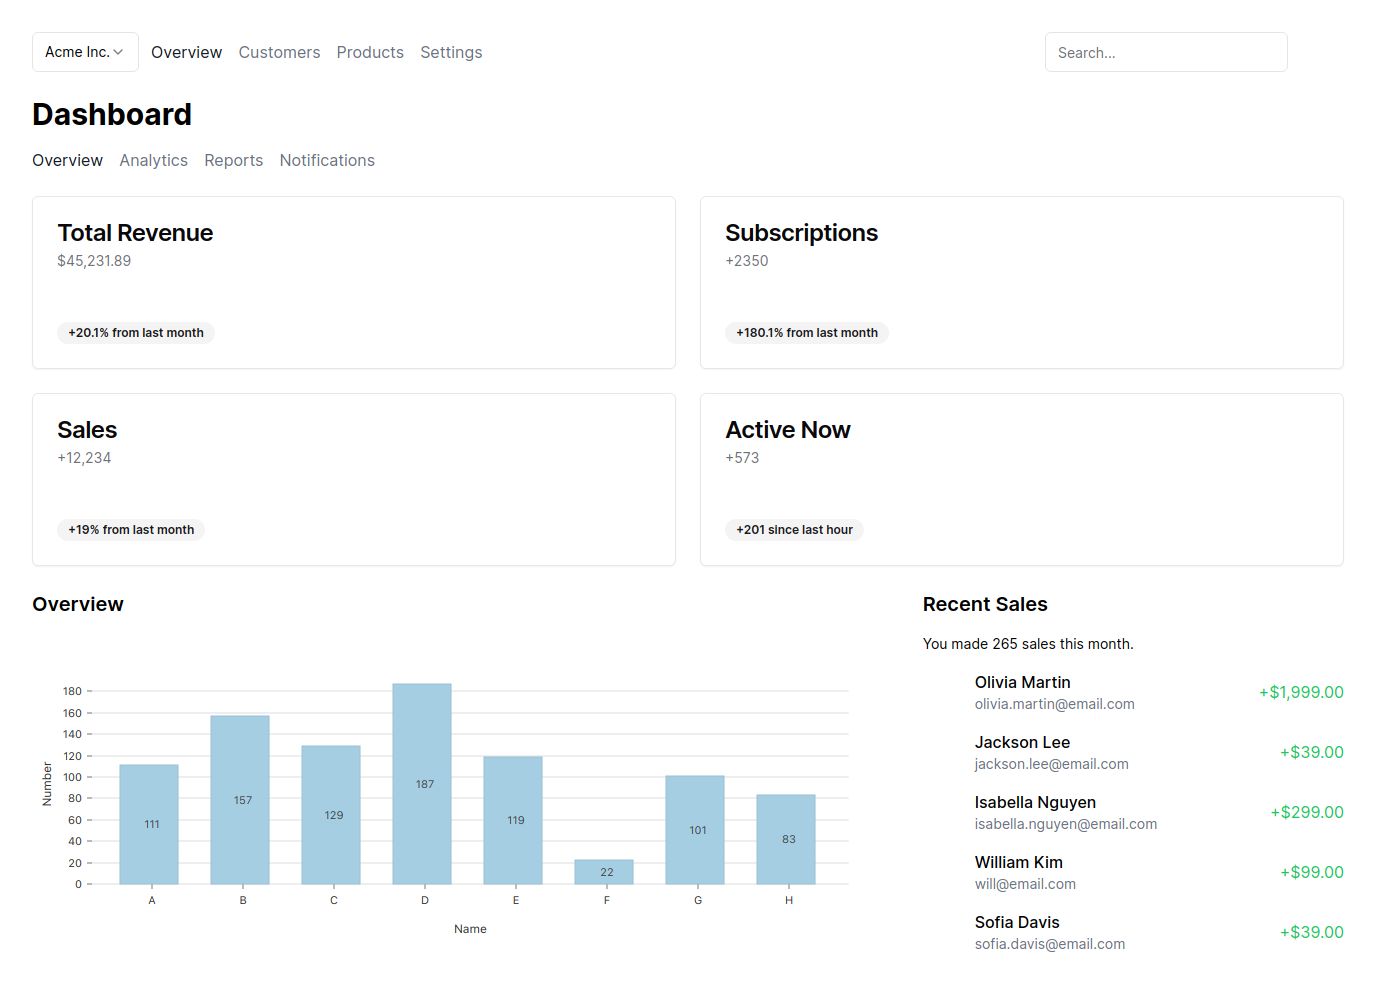 Acme Inc. Overview Customers Products Settings Search...
Dashboard
Overview Analytics Reports Notifications
Total Revenue
$45,231.89
+20.1% from last month
Subscriptions
+2350
+180.1% from last month
Sales
+12,234
+19% from last month
Active Now
+573
+201 since last hour
Overview
180
160
140
120
100
80
60
40
20
0
Number
111
157
129
187
119
22
101
83
A B C D E F G H
Name
Recent Sales
You made 265 sales this month.
Olivia Martin
olivia.martin@email.com
+$1,999.00
Jackson Lee
jackson.lee@email.com
+$39.00
Isabella Nguyen
isabella.nguyen@email.com
+$299.00
William Kim
will@email.com
+$99.00
Sofia Davis
sofia.davis@email.com
+$39.00